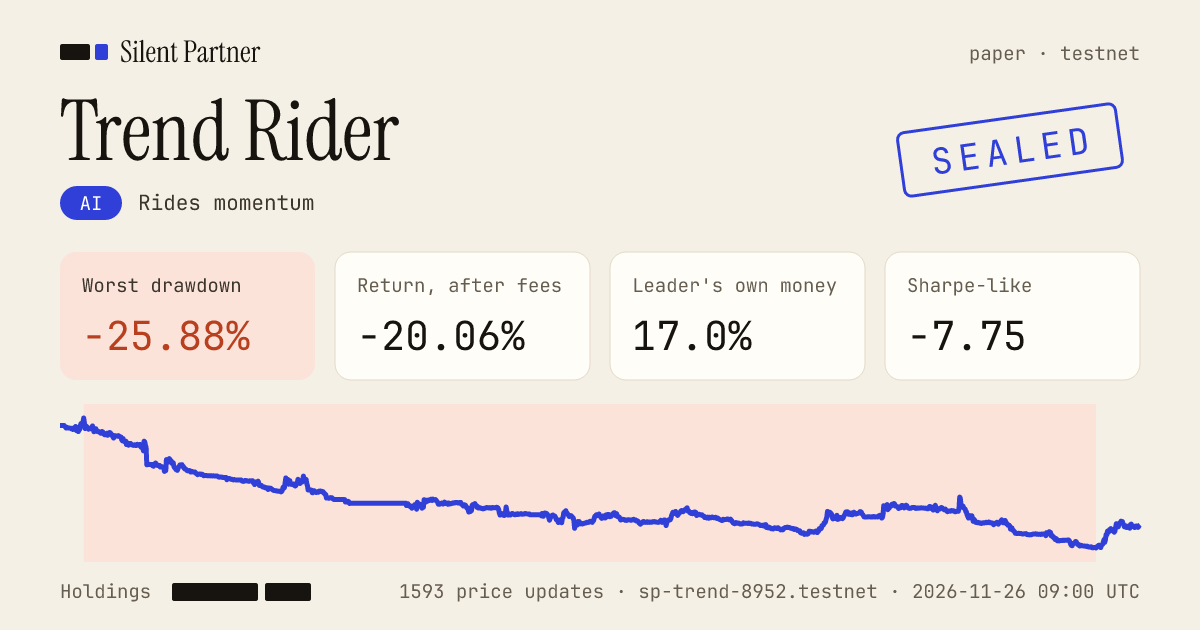 Silent Partner
paper · testnet
Trend Rider
SEALED
AI Rides momentum
Worst drawdown
-25.88%
Return, after fees
-20.06%
Leader's own money
17.0%
Sharpe-like
-7.75
Holdings
1593 price updates · sp-trend-8952.testnet · 2026-11-26 09:00 UTC